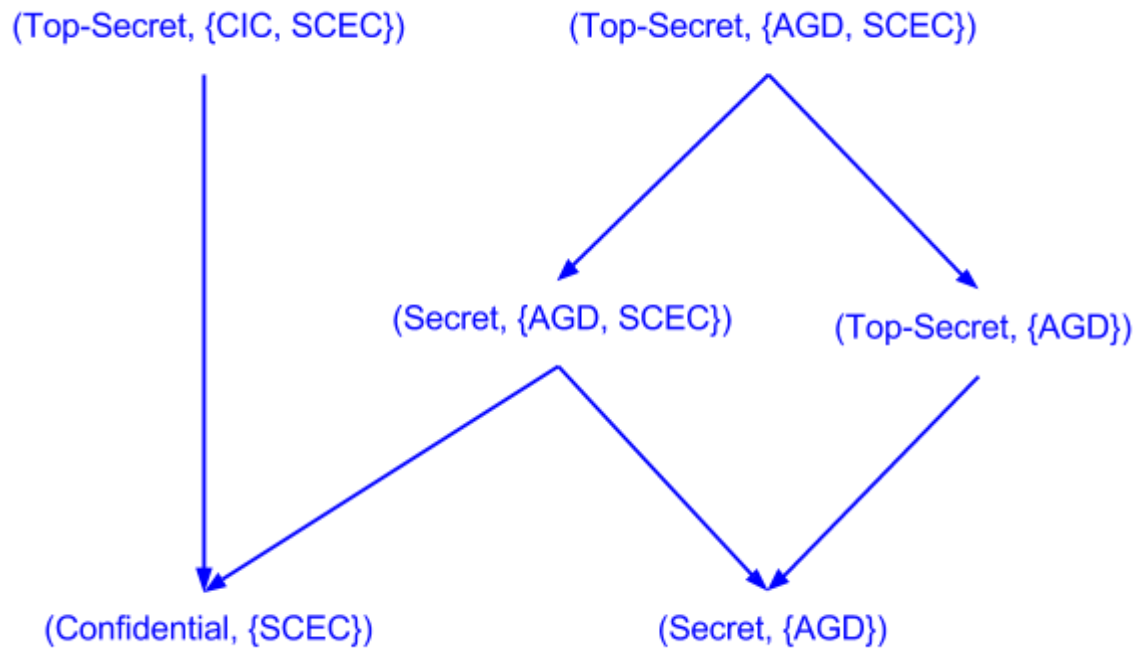 (Top-Secret, {CIC, SCEC})
(Top-Secret, {AGD, SCEC})
(Secret, {AGD, SCEC})
(Top-Secret, {AGD})
(Confidential, {SCEC})
(Secret, {AGD})